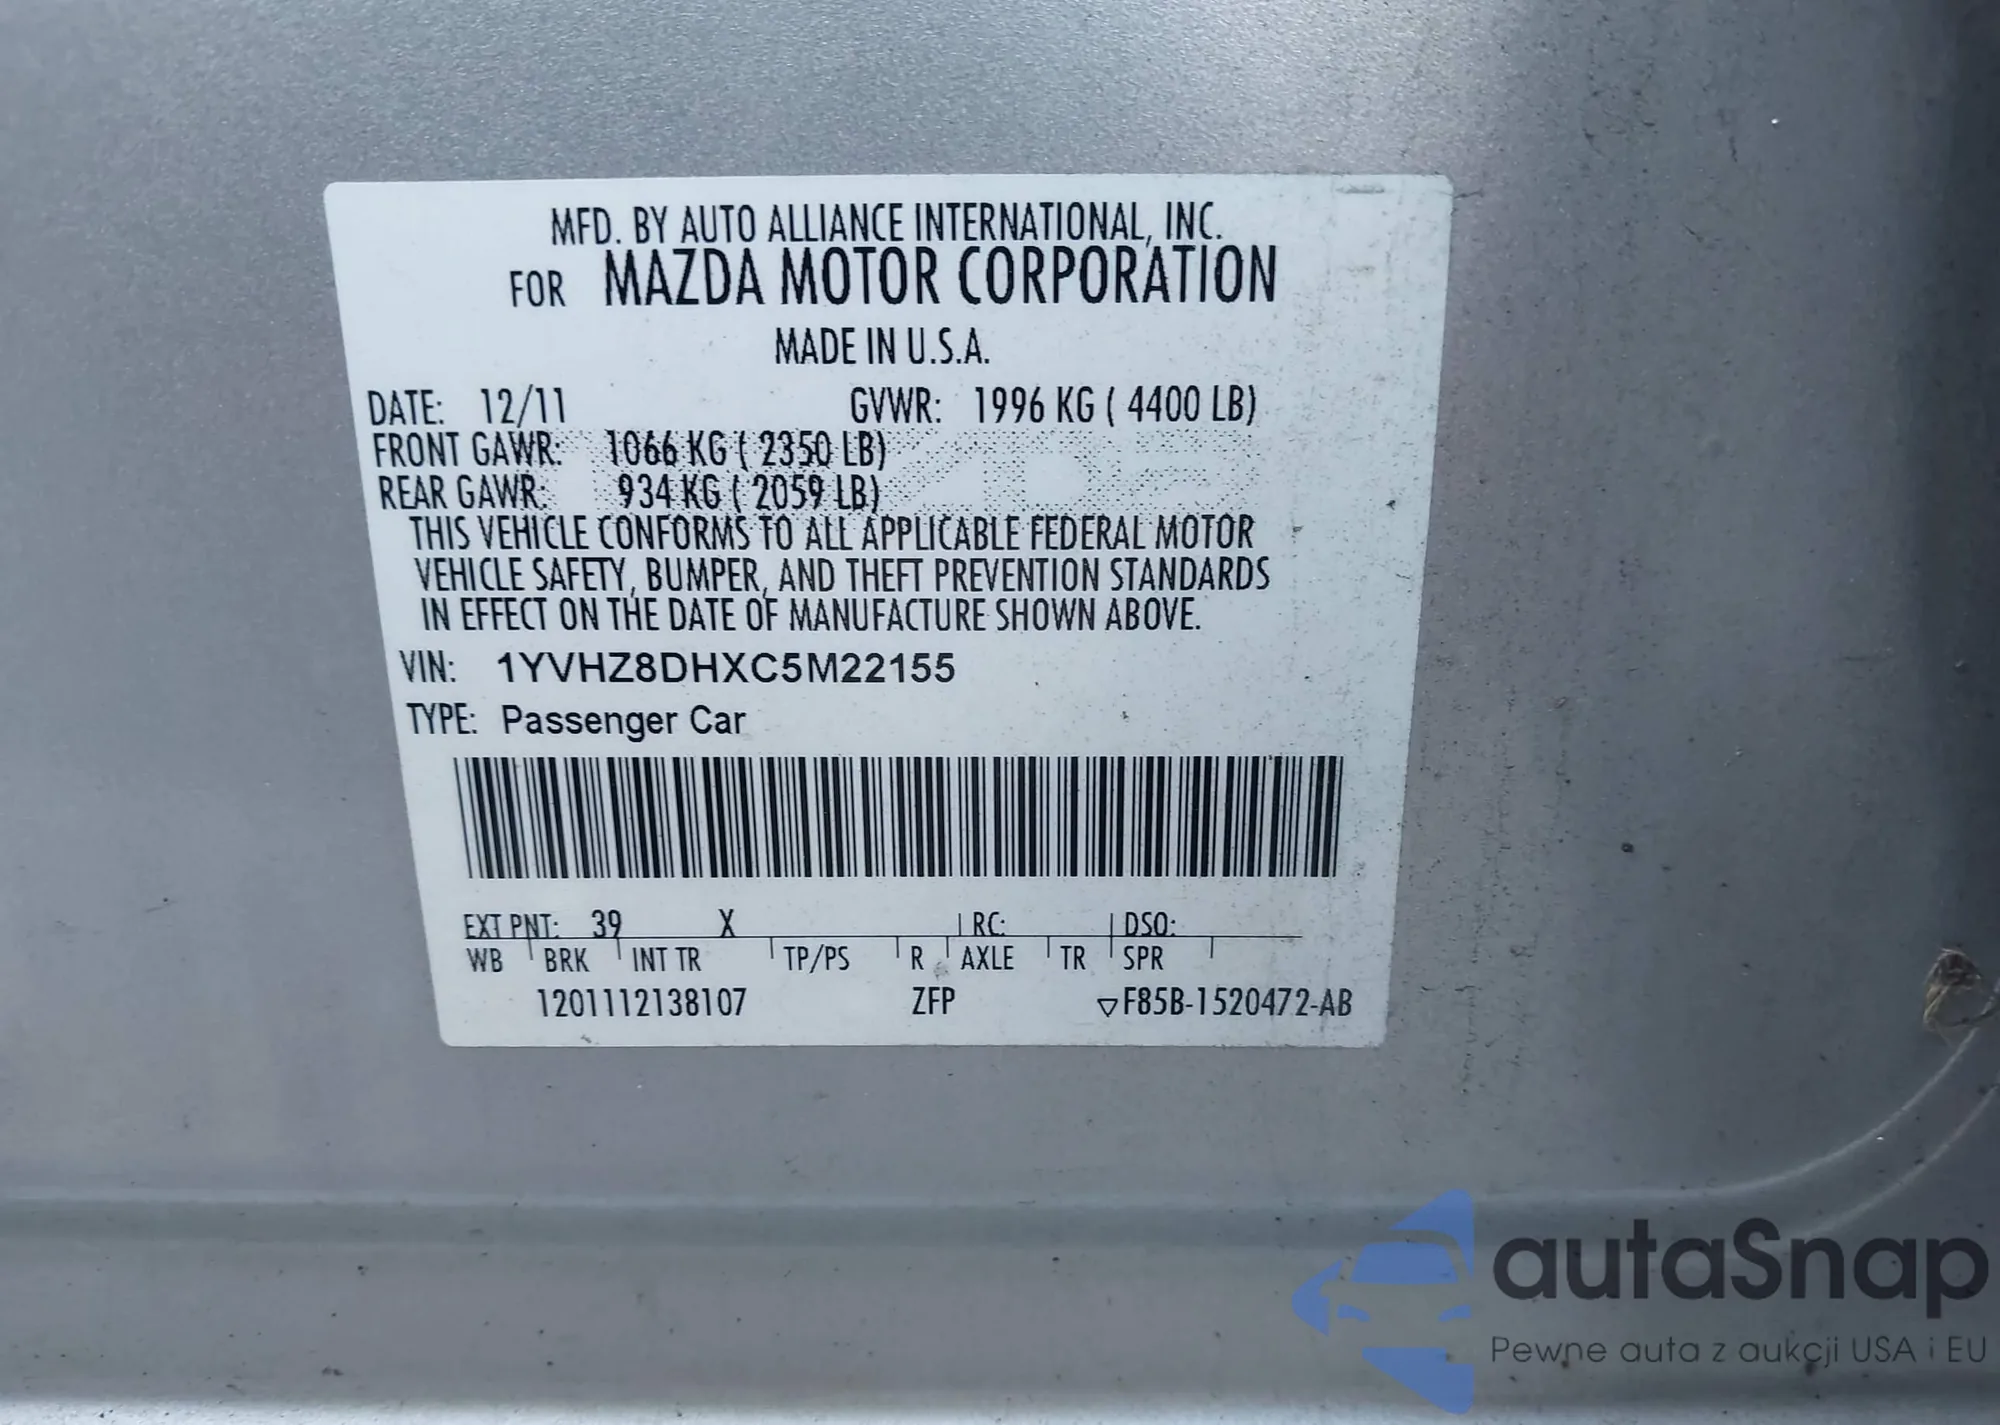 MFD. BY AUTO ALLIANCE INTERNATIONAL, INC.
FOR MAZDA MOTOR CORPORATION
MADE IN U.S.A.
DATE: 12/11 GVWR: 1996 KG ( 4400 LB)
FRONT GAWR: 1066 KG ( 2350 LB)
REAR GAWR: 934 KG ( 2059 LB)
THIS VEHICLE CONFORMS TO ALL APPLICABLE FEDERAL MOTOR
VEHICLE SAFETY, BUMPER, AND THEFT PREVENTION STANDARDS
IN EFFECT ON THE DATE OF MANUFACTURE SHOWN ABOVE.
VIN: 1YVHZ8DHXC5M22155
TYPE: Passenger Car
EXT PNT: 39 X RC: DSO:
WB BRK INT TR TP/PS R AXLE TR SPR
1201112138107 ZFP ▽F85B-1520472-AB
autaSnap
Pewne auta z aukcji USA i EU